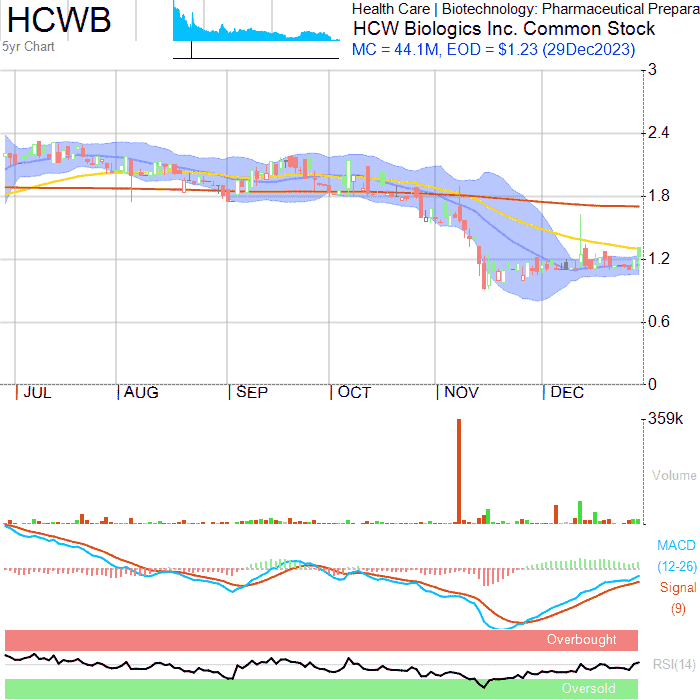 HCWB
5yr Chart
Health Care | Biotechnology: Pharmaceutical Prepara
HCW Biologics Inc. Common Stock
MC = 44.1M, EOD = $1.23 (29Dec2023)
3
2.4
1.8
1.2
0.6
0
JUL AUG SEP OCT NOV DEC
359k
Volume
MACD
(12-26)
Signal
(9)
Overbought
RSI(14)
Oversold